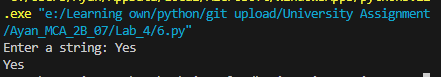 .exe "e:/Learning own/python/git upload/University Assignment
/Ayan_MCA_2B_07/Lab_4/6.py"
Enter a string: Yes
Yes